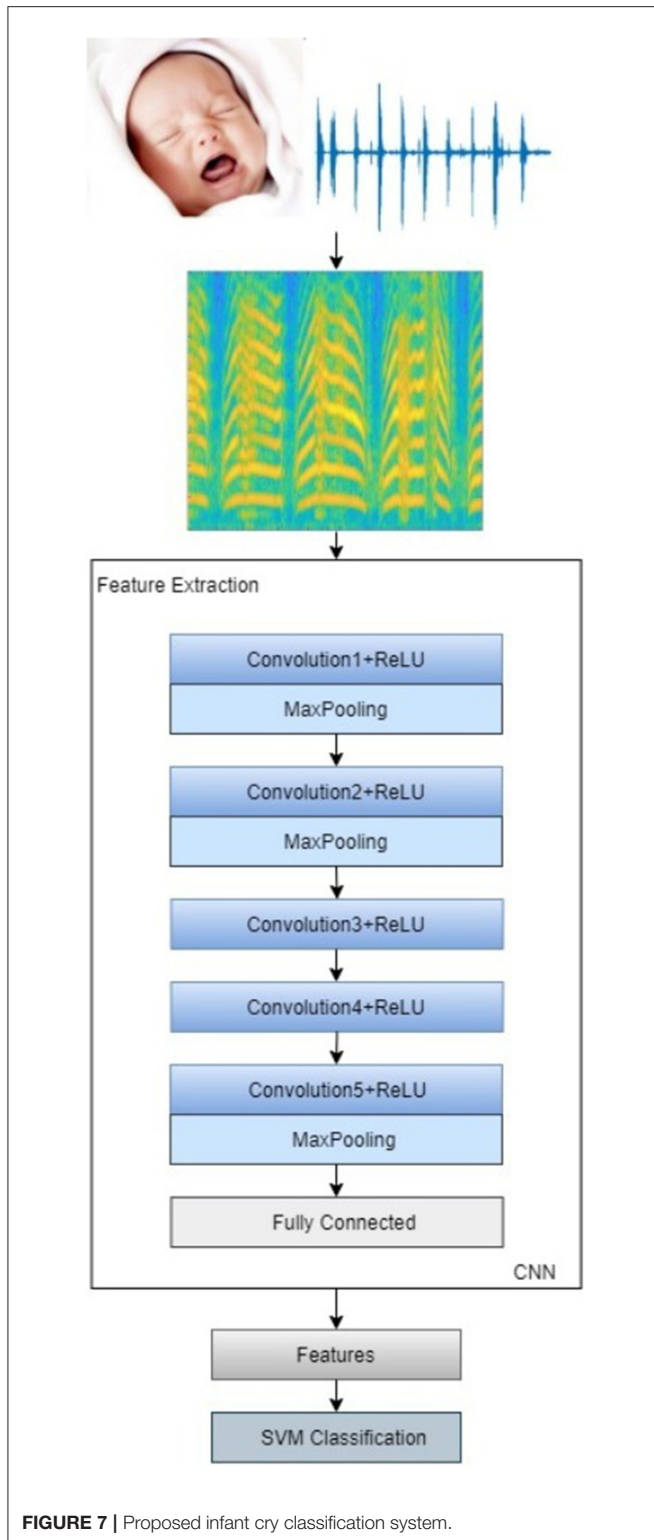 Feature Extraction
Convolution1+ReLU
MaxPooling
Convolution2+ReLU
MaxPooling
Convolution3+ReLU
Convolution4+ReLU
Convolution5+ReLU
MaxPooling
Fully Connected
CNN
Features
SVM Classification
FIGURE 7 | Proposed infant cry classification system.